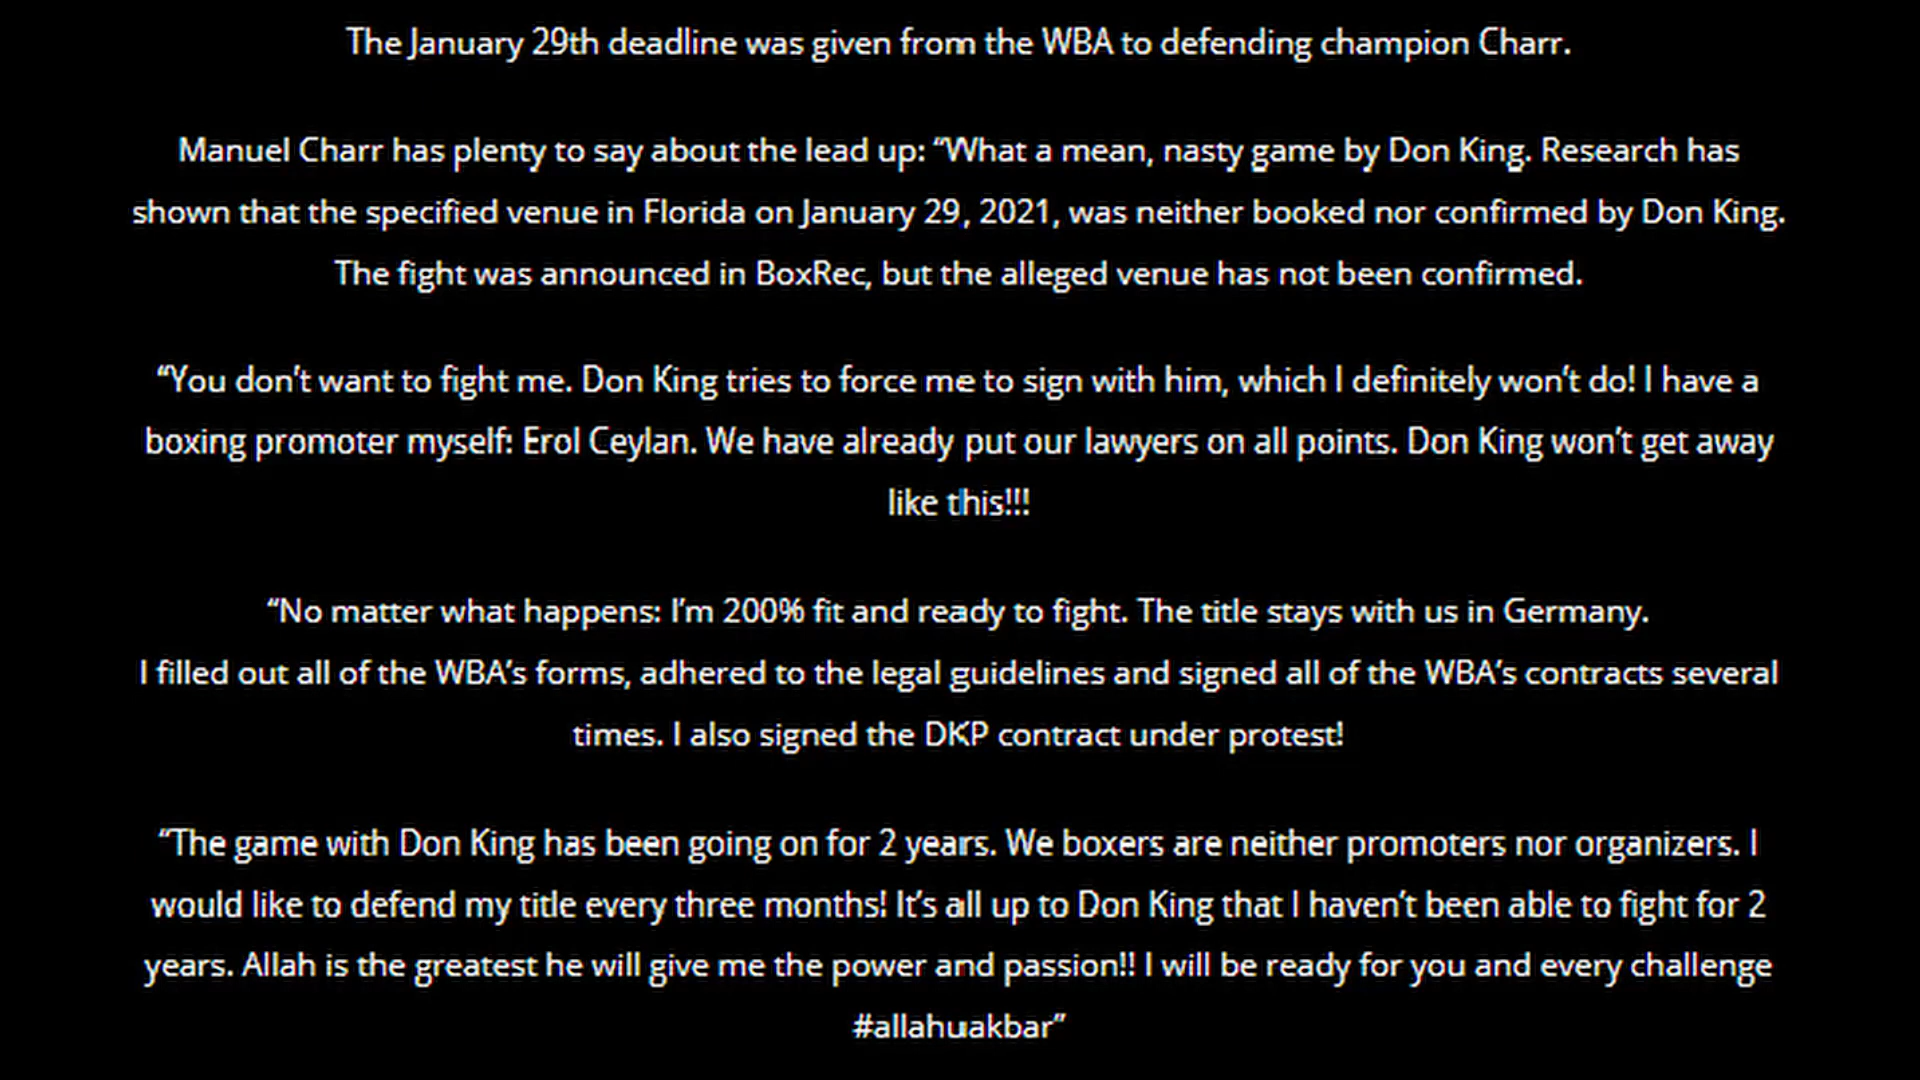 The January 29th deadline was given from the WBA to defending champion Charr.
Manuel Charr has plenty to say about the lead up: “What a mean, nasty game by Don King. Research has
shown that the specified venue in Florida on January 29, 2021, was neither booked nor confirmed by Don King.
The fight was announced in BoxRec, but the alleged venue has not been confirmed.
“You don’t want to fight me. Don King tries to force me to sign with him, which I definitely won’t do! I have a
boxing promoter myself: Erol Ceylan. We have already put our lawyers on all points. Don King won’t get away
like this!!!
“No matter what happens: I’m 200% fit and ready to fight. The title stays with us in Germany.
I filled out all of the WBA’s forms, adhered to the legal guidelines and signed all of the WBA’s contracts several
times. I also signed the DKP contract under protest!
“The game with Don King has been going on for 2 years. We boxers are neither promoters nor organizers. I
would like to defend my title every three months! It’s all up to Don King that I haven’t been able to fight for 2
years. Allah is the greatest he will give me the power and passion!! I will be ready for you and every challenge
#allahuakbar”